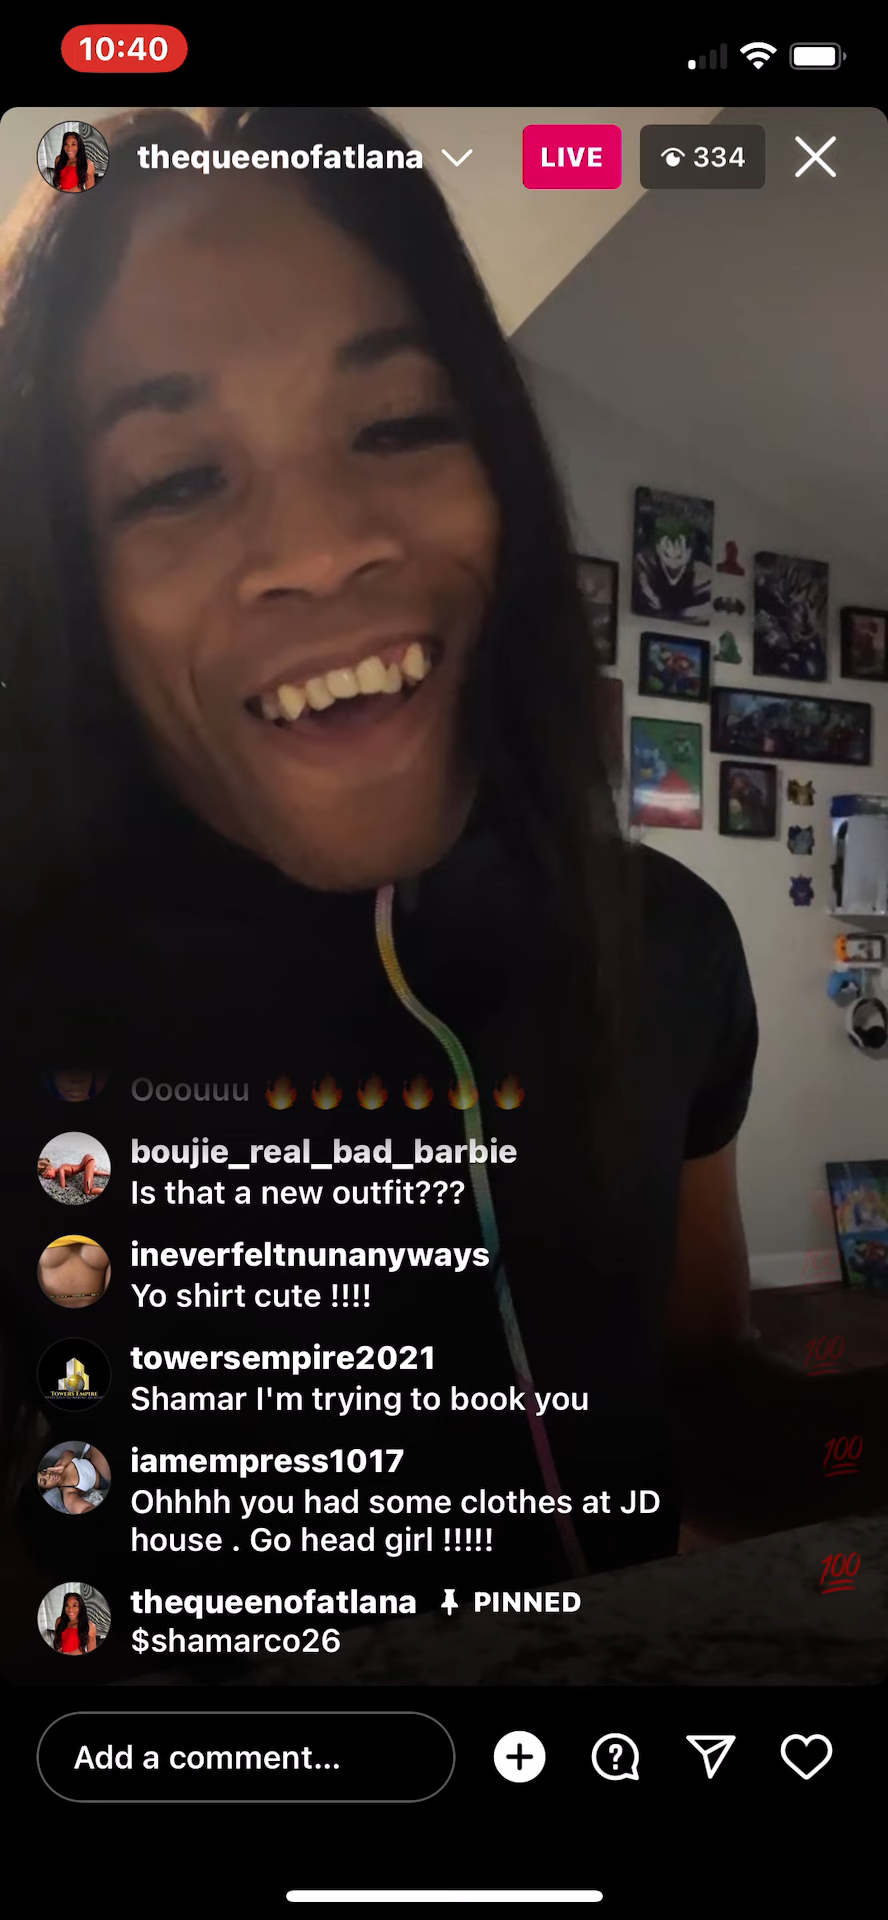 10:40
thequeenofatlana
LIVE
334
Ooouuu 🔥🔥🔥🔥🔥🔥
boujie_real_bad_barbie
Is that a new outfit???
ineverfeltnunanyways
Yo shirt cute !!!!
TOWERS EMPIRE
towersempire2021
Shamar I'm trying to book you
iamempress1017
Ohhhh you had some clothes at JD
house . Go head girl !!!!!
thequeenofatlana PINNED
$shamarco26
Add a comment...
💯
💯
💯
💯